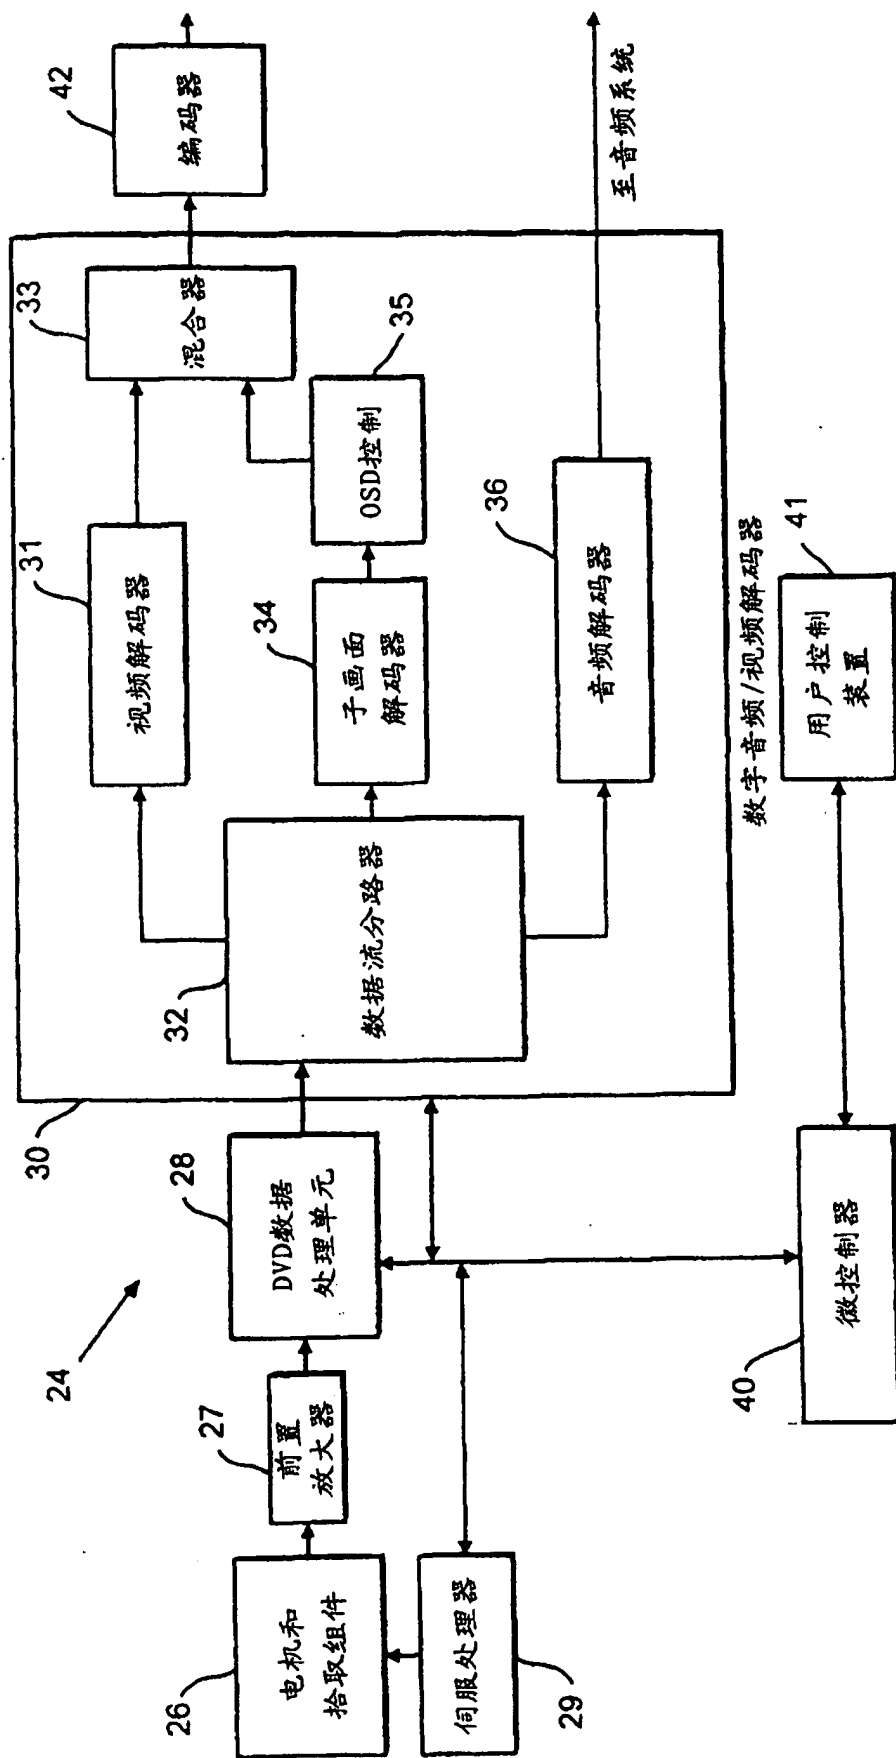 24
26
电机和
拾取组件
27
前置
放大器
28
DVD数据
处理单元
29
伺服处理器
30
32
数据流分路器
31
视频解码器
34
子画面
解码器
35
OSD控制
33
混合器
42
编码器
36
音频解码器
至音频系统
数字音频/视频解码器
40
微控制器
41
用户控制
装置